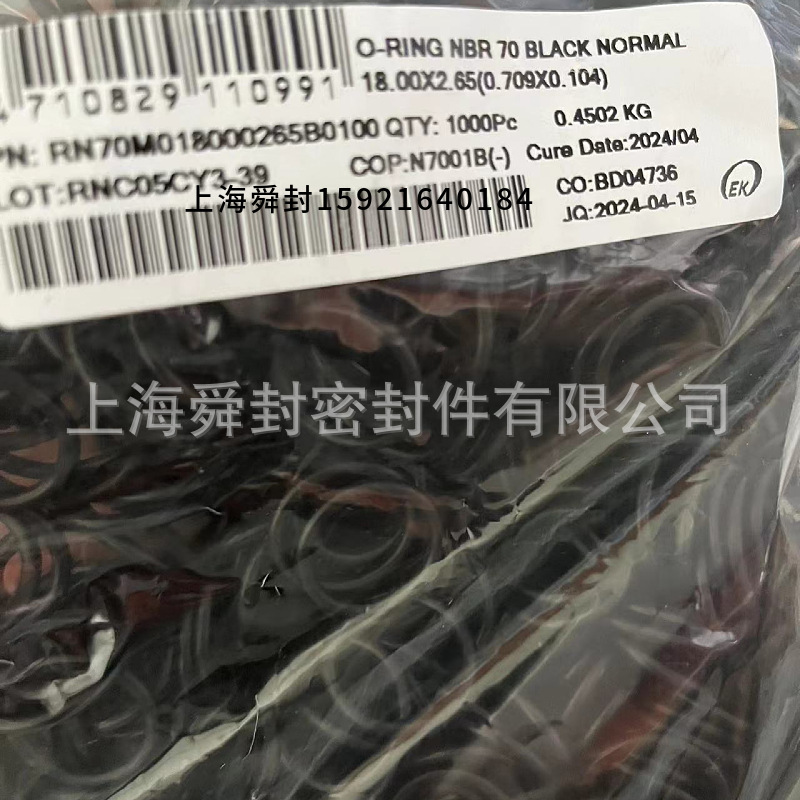 O-RING NBR 70 BLACK NORMAL
18.00X2.65(0.709X0.104)
710829 110991
PN: RN70M018000265B0100 QTY: 1000Pc 0.4502 KG
LOT:RNC05CY3-39 COP:N7001B(-) Cure Date:2024/04
CO:BD04736
JQ:2024-04-15
EK
上海舜封15921640184
上海舜封密封件有限公司